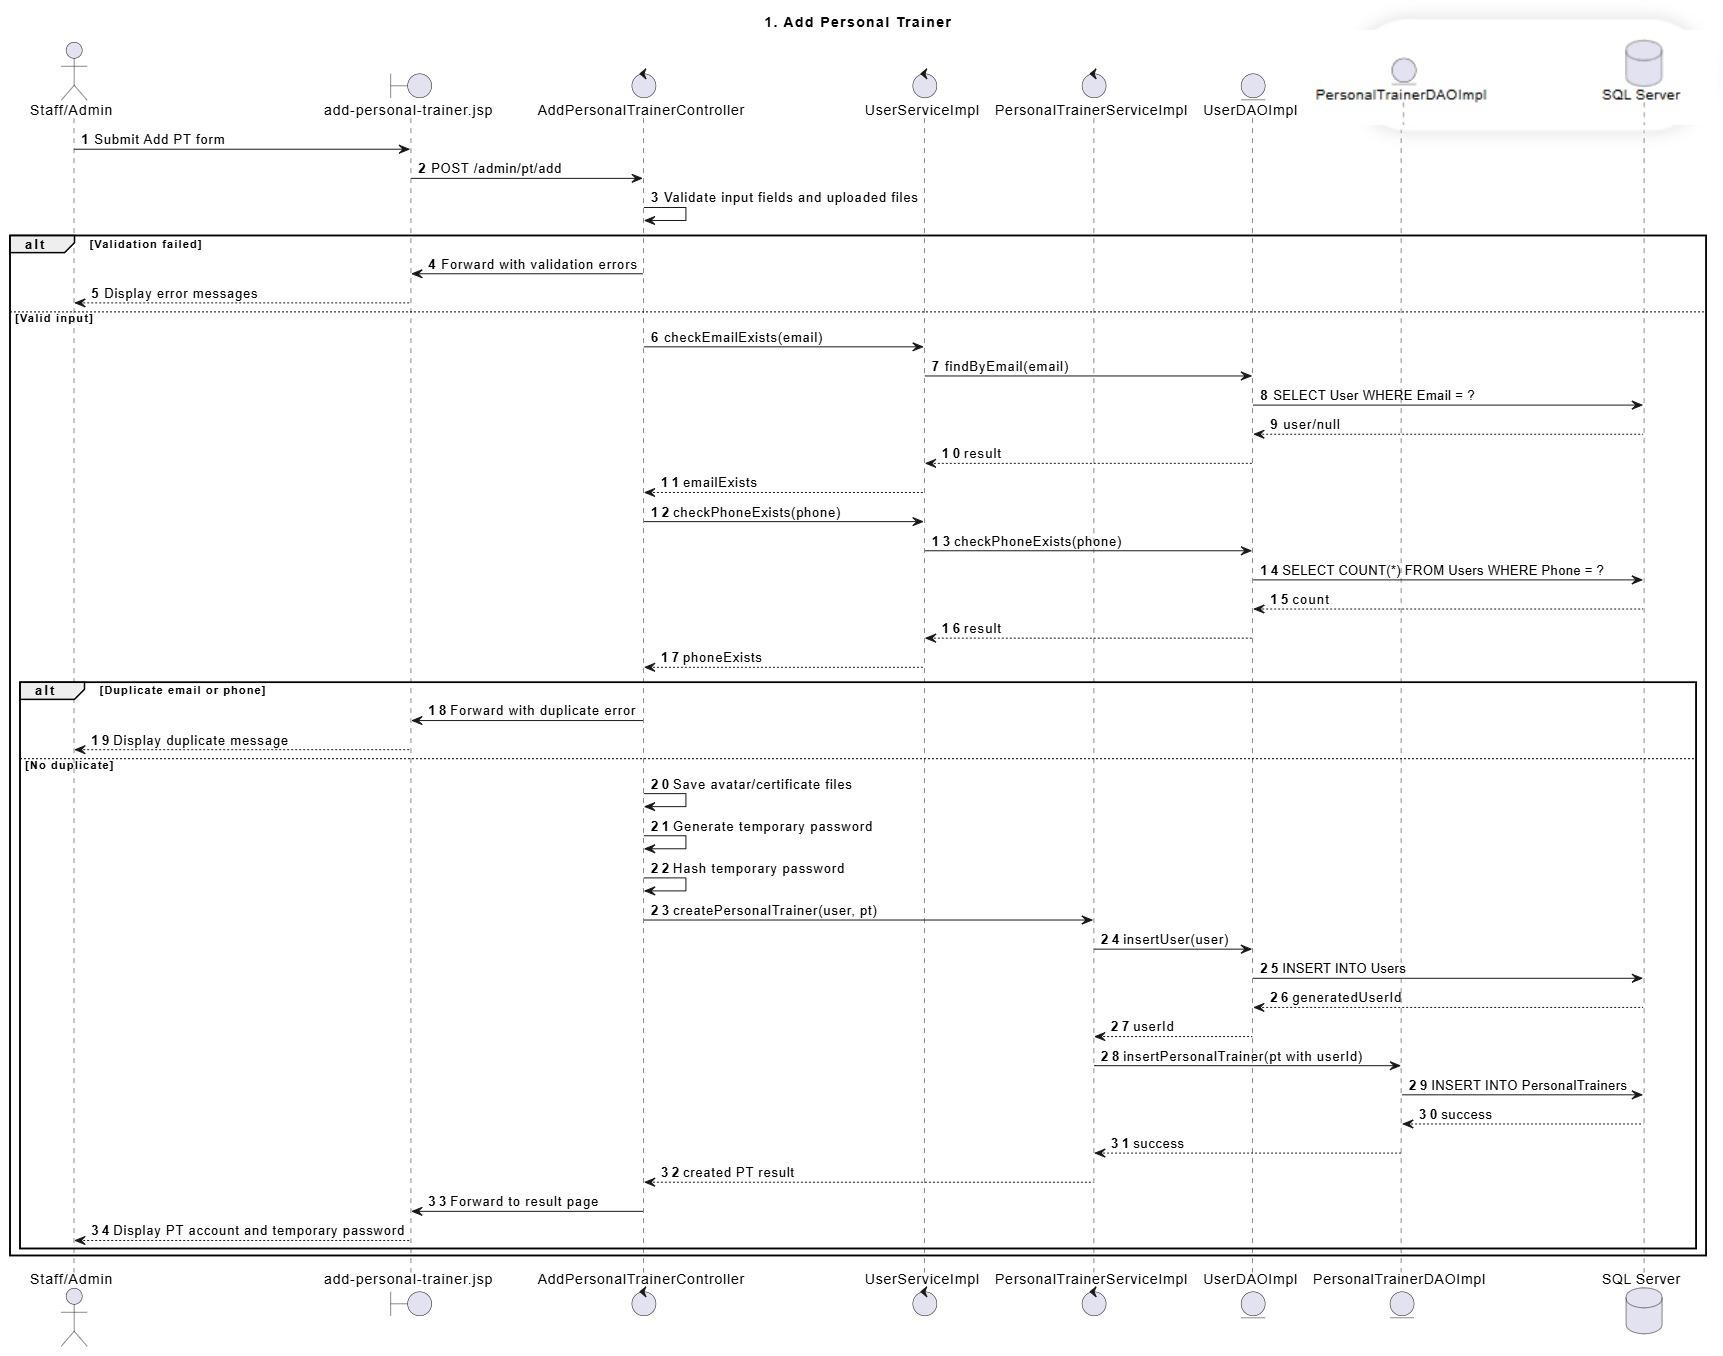 1. Add Personal Trainer
Staff/Admin
add-personal-trainer.jsp
AddPersonalTrainerController
UserServiceImpl
PersonalTrainerServiceImpl
UserDAOImpl
PersonalTrainerDAOImpl
SQL Server
1 Submit Add PT form
2 POST /admin/pt/add
3 Validate input fields and uploaded files
alt [Validation failed]
4 Forward with validation errors
5 Display error messages
[Valid input]
6 checkEmailExists(email)
7 findByEmail(email)
8 SELECT User WHERE Email = ?
9 user/null
10 result
11 emailExists
12 checkPhoneExists(phone)
13 checkPhoneExists(phone)
14 SELECT COUNT(*) FROM Users WHERE Phone = ?
15 count
16 result
17 phoneExists
alt [Duplicate email or phone]
18 Forward with duplicate error
19 Display duplicate message
[No duplicate]
20 Save avatar/certificate files
21 Generate temporary password
22 Hash temporary password
23 createPersonalTrainer(user, pt)
24 insertUser(user)
25 INSERT INTO Users
26 generatedUserId
27 userId
28 insertPersonalTrainer(pt with userId)
29 INSERT INTO PersonalTrainers
30 success
31 success
32 created PT result
33 Forward to result page
34 Display PT account and temporary password
Staff/Admin
add-personal-trainer.jsp
AddPersonalTrainerController
UserServiceImpl
PersonalTrainerServiceImpl
UserDAOImpl
PersonalTrainerDAOImpl
SQL Server